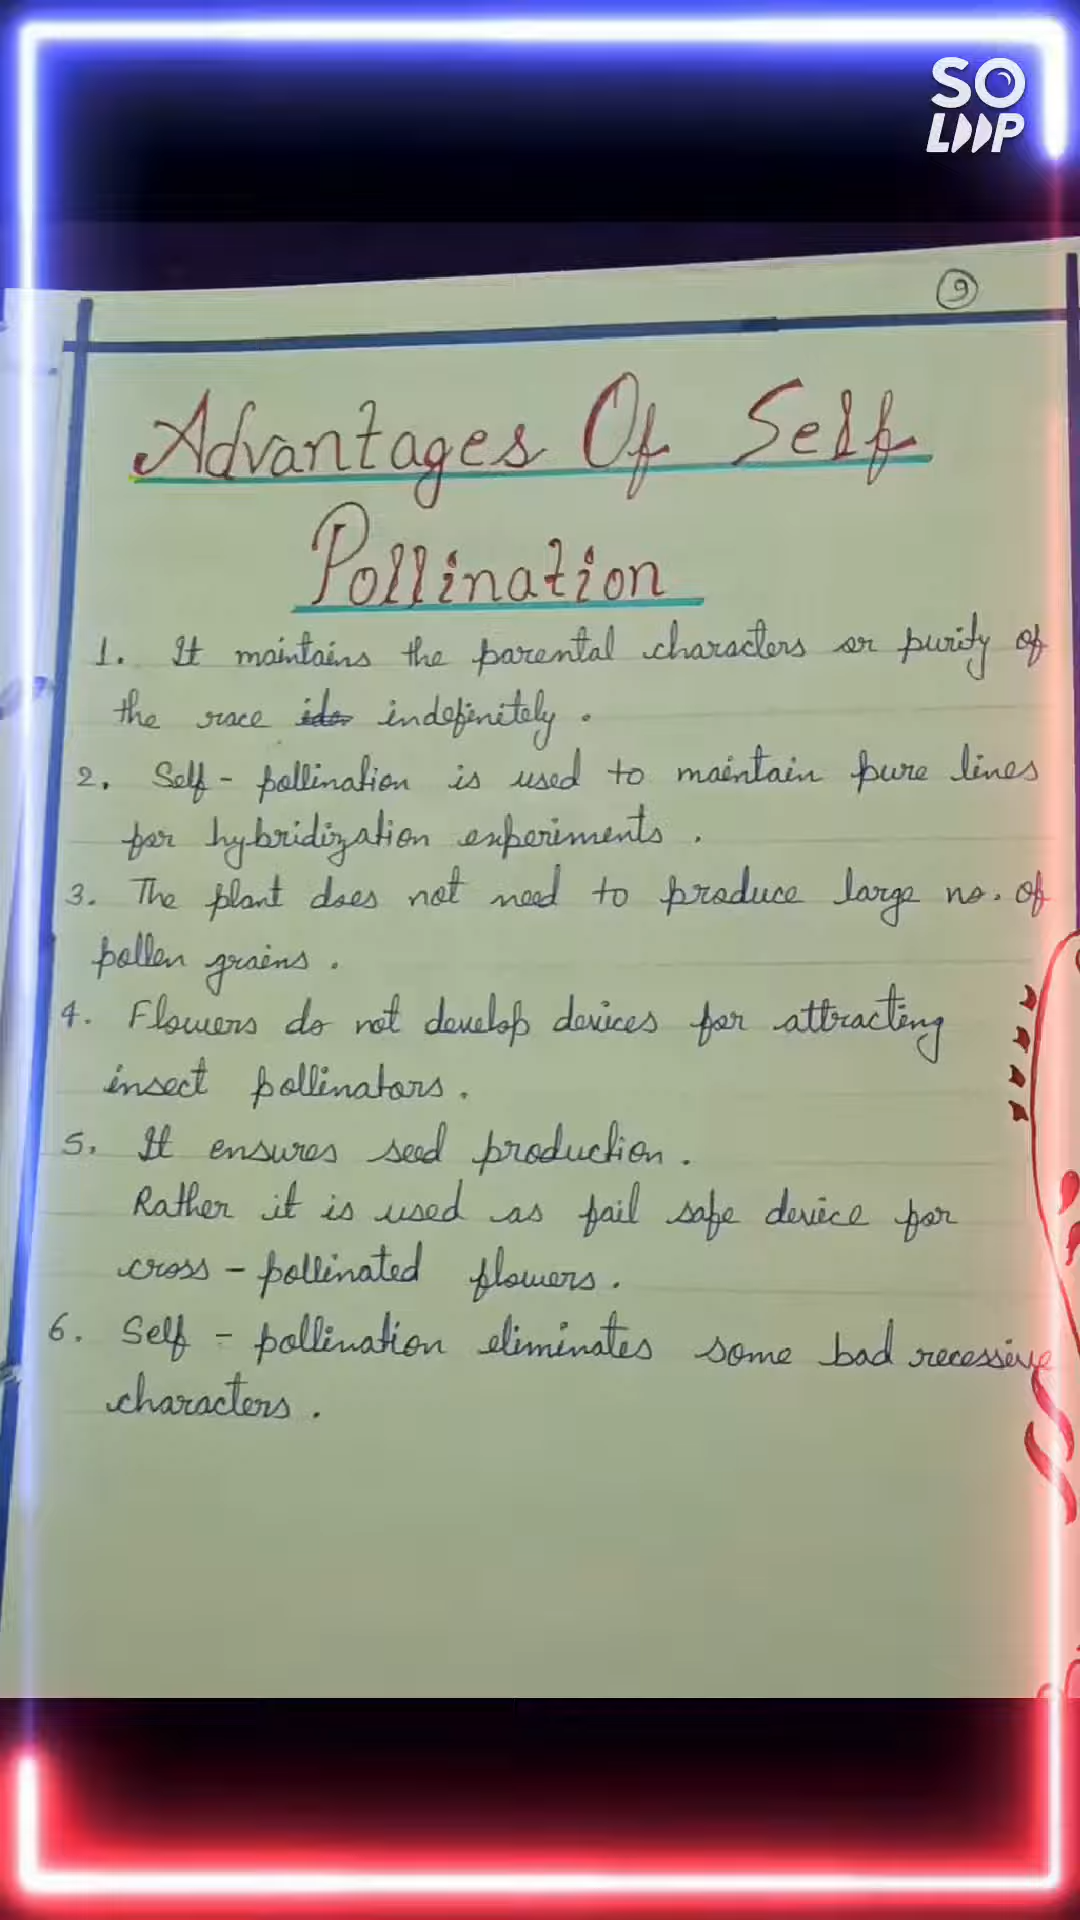 SO
LOOP
9
Advantages Of Self
Pollination
1. It maintains the parental characters or purity of
the race indefinitely.
2. Self - pollination is used to maintain pure lines
for hybridization experiments.
3. The plant does not need to produce large no. of
pollen grains.
4. Flowers do not develop devices for attracting
insect pollinators.
5. It ensures seed production.
Rather it is used as fail safe device for
cross - pollinated flowers.
6. Self - pollination eliminates some bad recessive
characters.